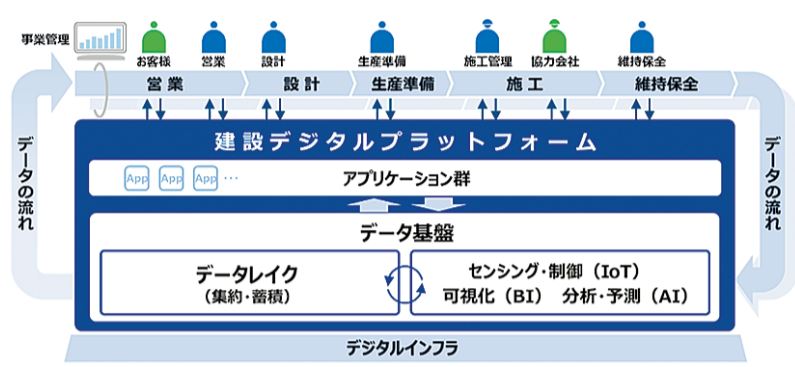 事業管理
お客様
営業
設計
生産準備
施工管理
協力会社
維持保全
営業
設計
生産準備
施工
維持保全
データの流れ
データの流れ
建設デジタルプラットフォーム
App App App … アプリケーション群
データ基盤
データレイク
(集約・蓄積)
センシング・制御(IoT)
可視化(BI) 分析・予測(AI)
デジタルインフラ